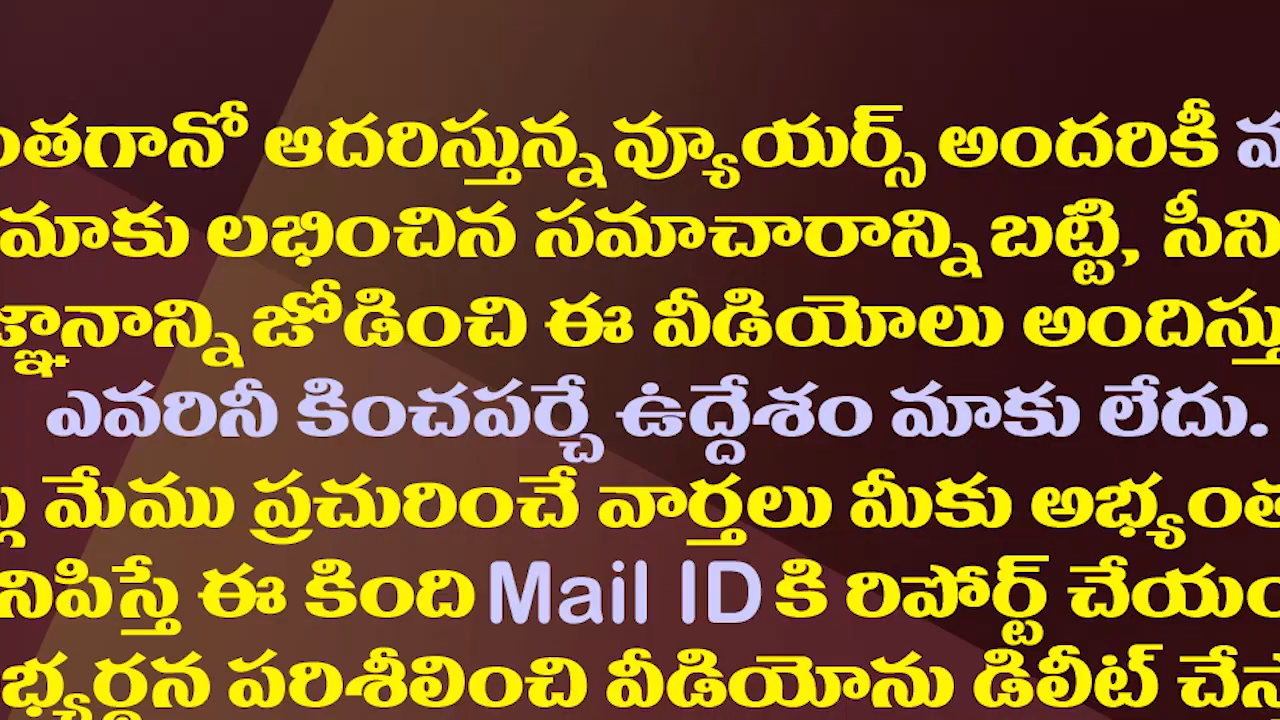 ంతగానో ఆదరిస్తున్న వ్యూయర్స్ అందరికీ
మాకు లభించిన సమాచారాన్ని బట్టి, సినీ
జ్ఞానాన్ని జోడించి ఈ వీడియోలు అందిస్తు
ఎవరినీ కించపర్చే ఉద్దేశం మాకు లేదు.
మేము ప్రచురించే వార్తలు మీకు అభ్యంత
నిపిస్తే ఈ కింది Mail ID కి రిపోర్ట్ చేయం
భ్యర్థన పరిశీలించి వీడియోను డిలీట్ చేస